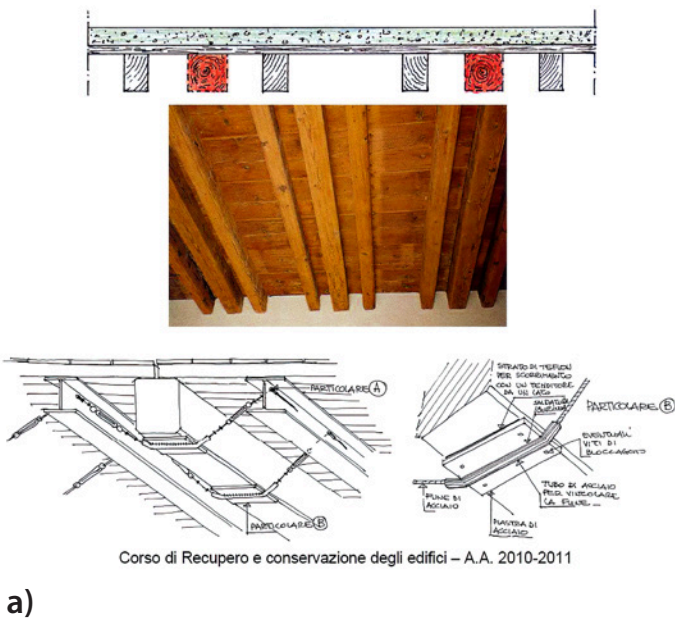 PARTICOLARE A
PARTICOLARE B
STRATO DI TEFLON
PER SCORRIMENTO
CON UN TENDITORE
DA UN LATO
SALDATURA
PARTICOLARE B
EVENTUALI
VITI DI
BLOCCAGGIO
TUBO DI ACCIAIO
PER VINCOLARE
LA FUNE
FUNE DI
ACCIAIO
PIASTRA DI
ACCIAIO
Corso di Recupero e conservazione degli edifici – A.A. 2010-2011
a)